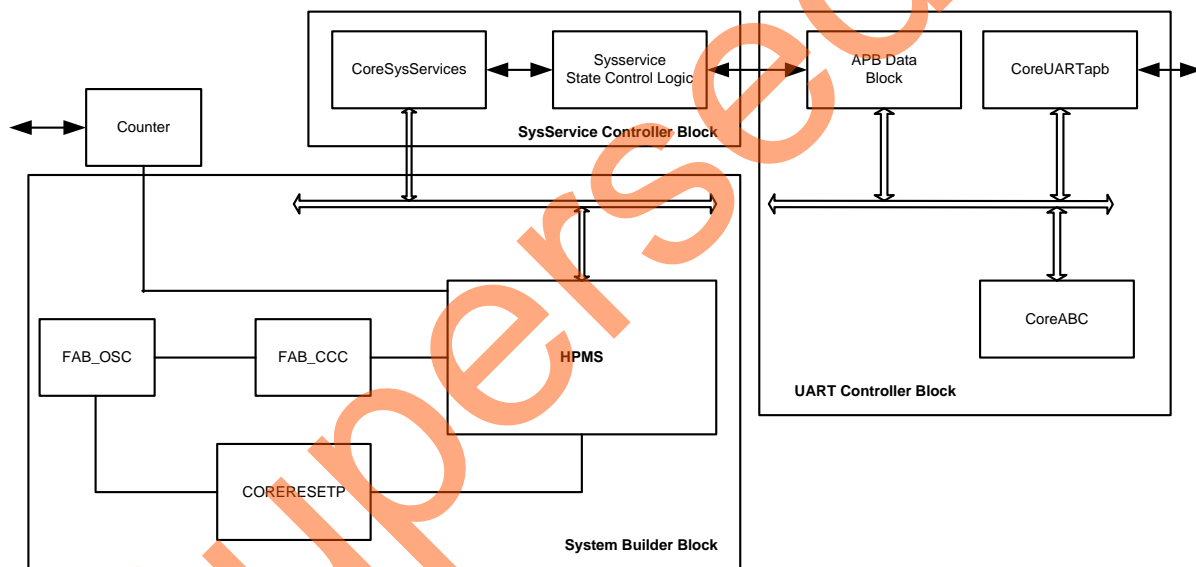 CoreSysServices
Sysservice
State Control Logic
APB Data
Block
CoreUARTapb
Counter
SysService Controller Block
FAB_OSC
FAB_CCC
HPMS
CoreABC
UART Controller Block
CORERESETP
System Builder Block